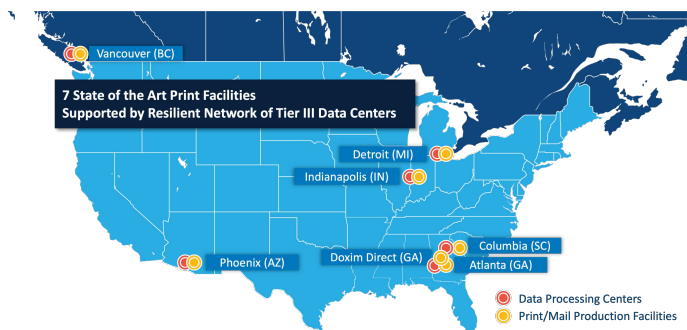 Vancouver (BC)
7 State of the Art Print Facilities
Supported by Resilient Network of Tier III Data Centers
Detroit (MI)
Indianapolis (IN)
Columbia (SC)
Doxim Direct (GA)
Phoenix (AZ)
Atlanta (GA)
Data Processing Centers
Print/Mail Production Facilities